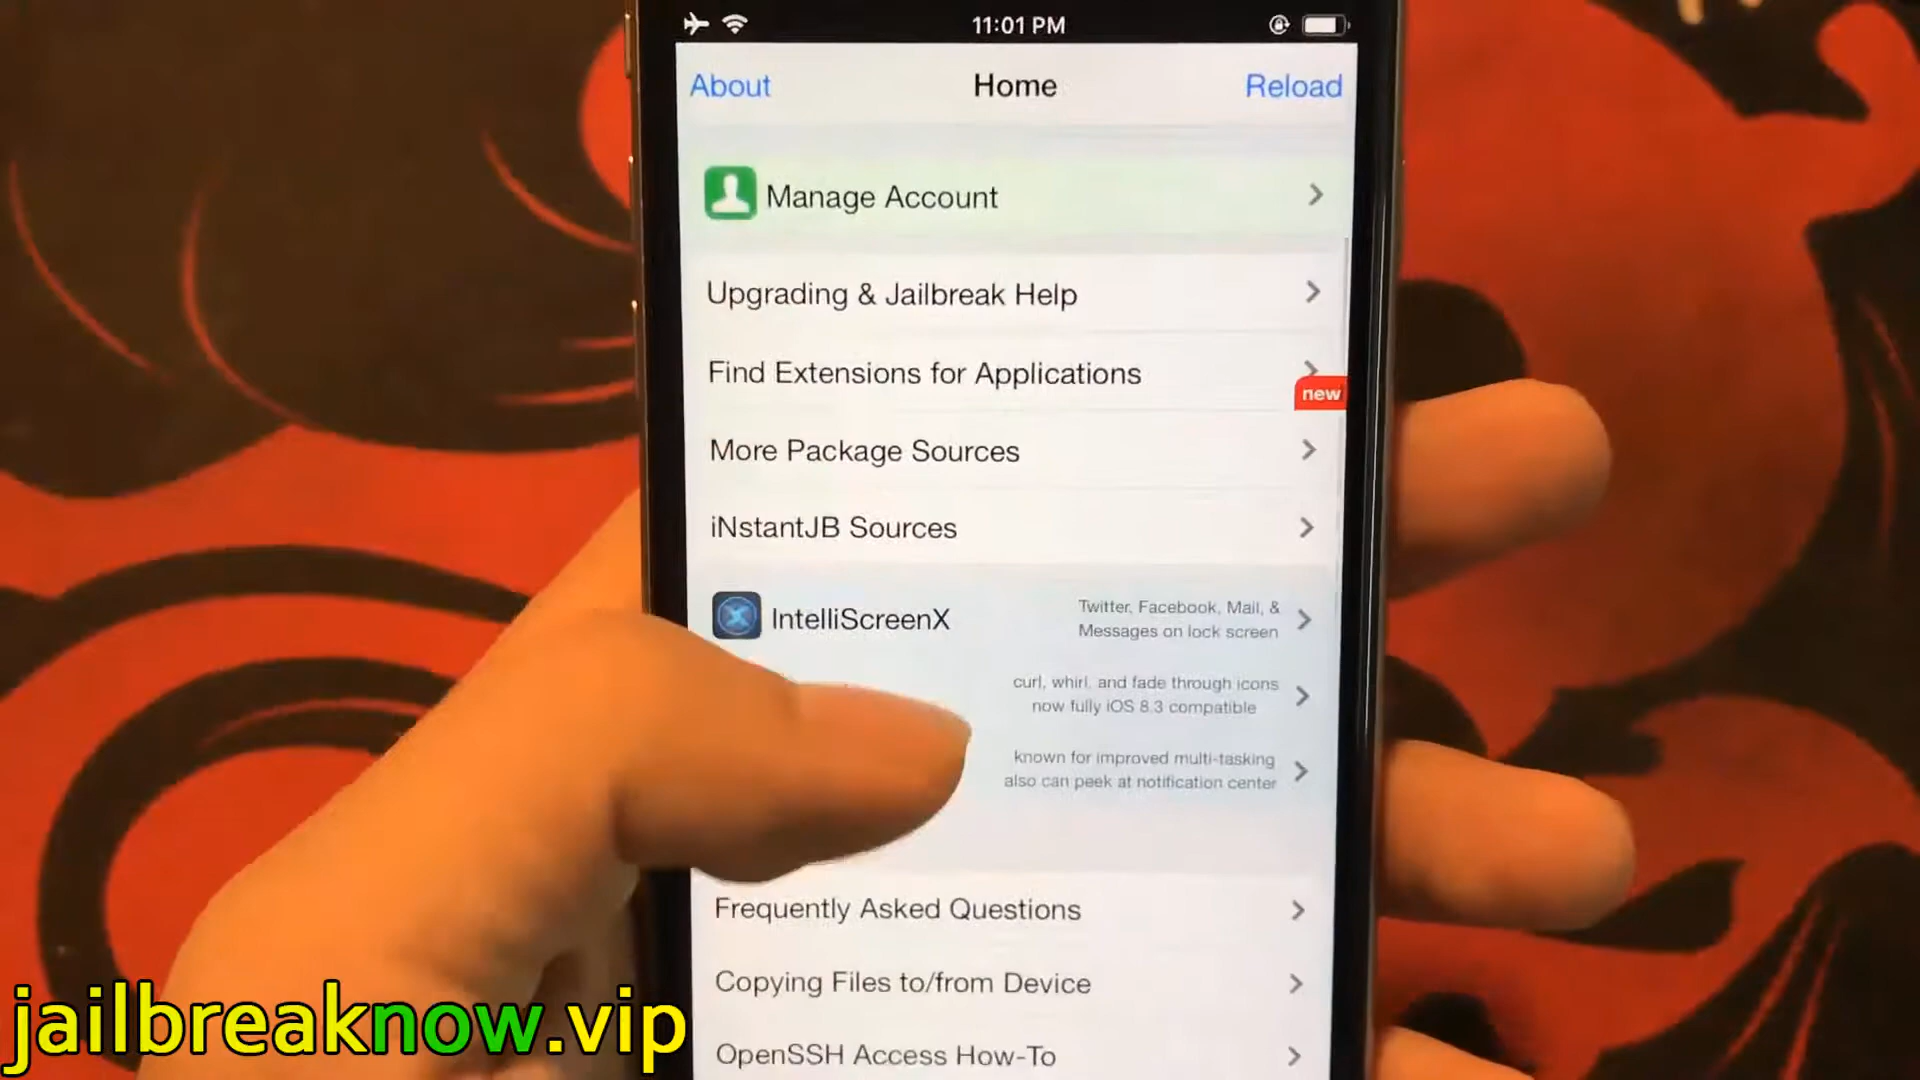 11:01 PM
About Home Reload
Manage Account
Upgrading & Jailbreak Help
Find Extensions for Applications
new
More Package Sources
iNstantJB Sources
IntelliScreenX
Twitter, Facebook, Mail, &
Messages on lock screen
curl, whirl, and fade through icons
now fully iOS 8.3 compatible
known for improved multi-tasking
also can peek at notification center
Frequently Asked Questions
Copying Files to/from Device
OpenSSH Access How-To
jailbreaknow.vip